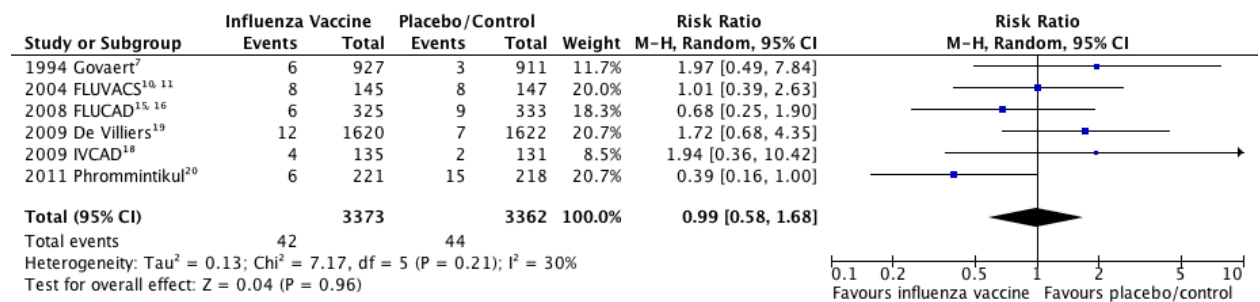 Influenza Vaccine Placebo/Control Risk Ratio Risk Ratio
Study or Subgroup Events Total Events Total Weight M-H, Random, 95% CI M-H, Random, 95% CI
1994 Govaert⁷ 6 927 3 911 11.7% 1.97 [0.49, 7.84]
2004 FLUVACS¹⁰, ¹¹ 8 145 8 147 20.0% 1.01 [0.39, 2.63]
2008 FLUCAD¹⁵, ¹⁶ 6 325 9 333 18.3% 0.68 [0.25, 1.90]
2009 De Villiers¹⁹ 12 1620 7 1622 20.7% 1.72 [0.68, 4.35]
2009 IVCAD¹⁸ 4 135 2 131 8.5% 1.94 [0.36, 10.42]
2011 Phrommintikul²⁰ 6 221 15 218 20.7% 0.39 [0.16, 1.00]
Total (95% CI) 3373 3362 100.0% 0.99 [0.58, 1.68]
Total events 42 44
Heterogeneity: Tau² = 0.13; Chi² = 7.17, df = 5 (P = 0.21); I² = 30%
Test for overall effect: Z = 0.04 (P = 0.96)
0.1 0.2 0.5 1 2 5 10
Favours influenza vaccine Favours placebo/control